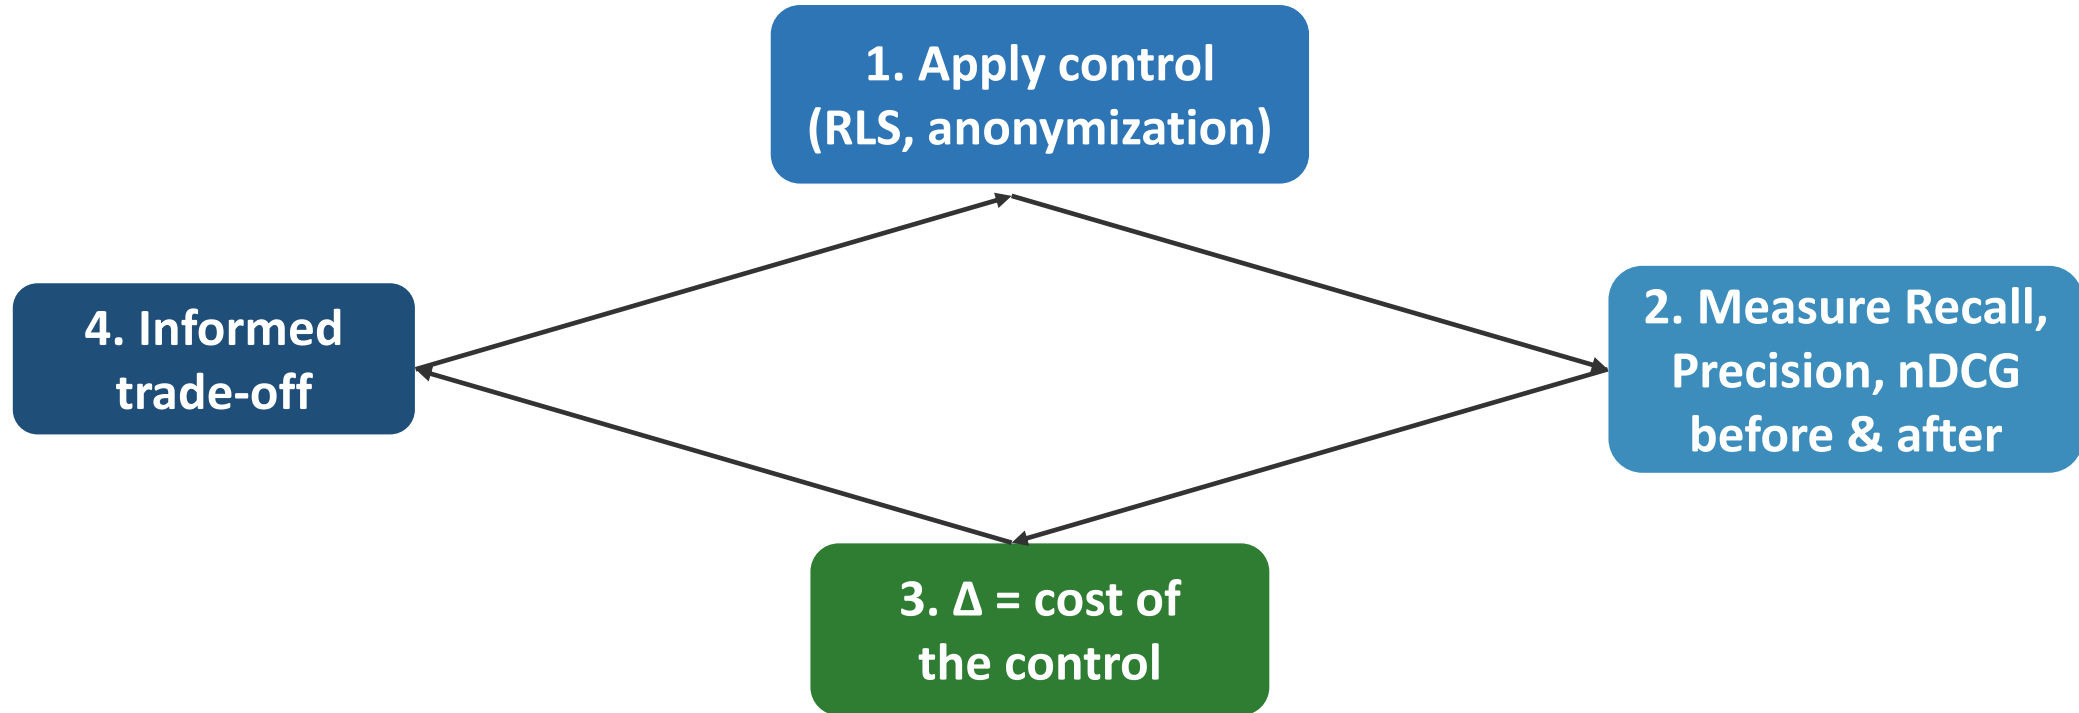 1. Apply control
(RLS, anonymization)
2. Measure Recall,
Precision, nDCG
before & after
3. Δ = cost of
the control
4. Informed
trade-off